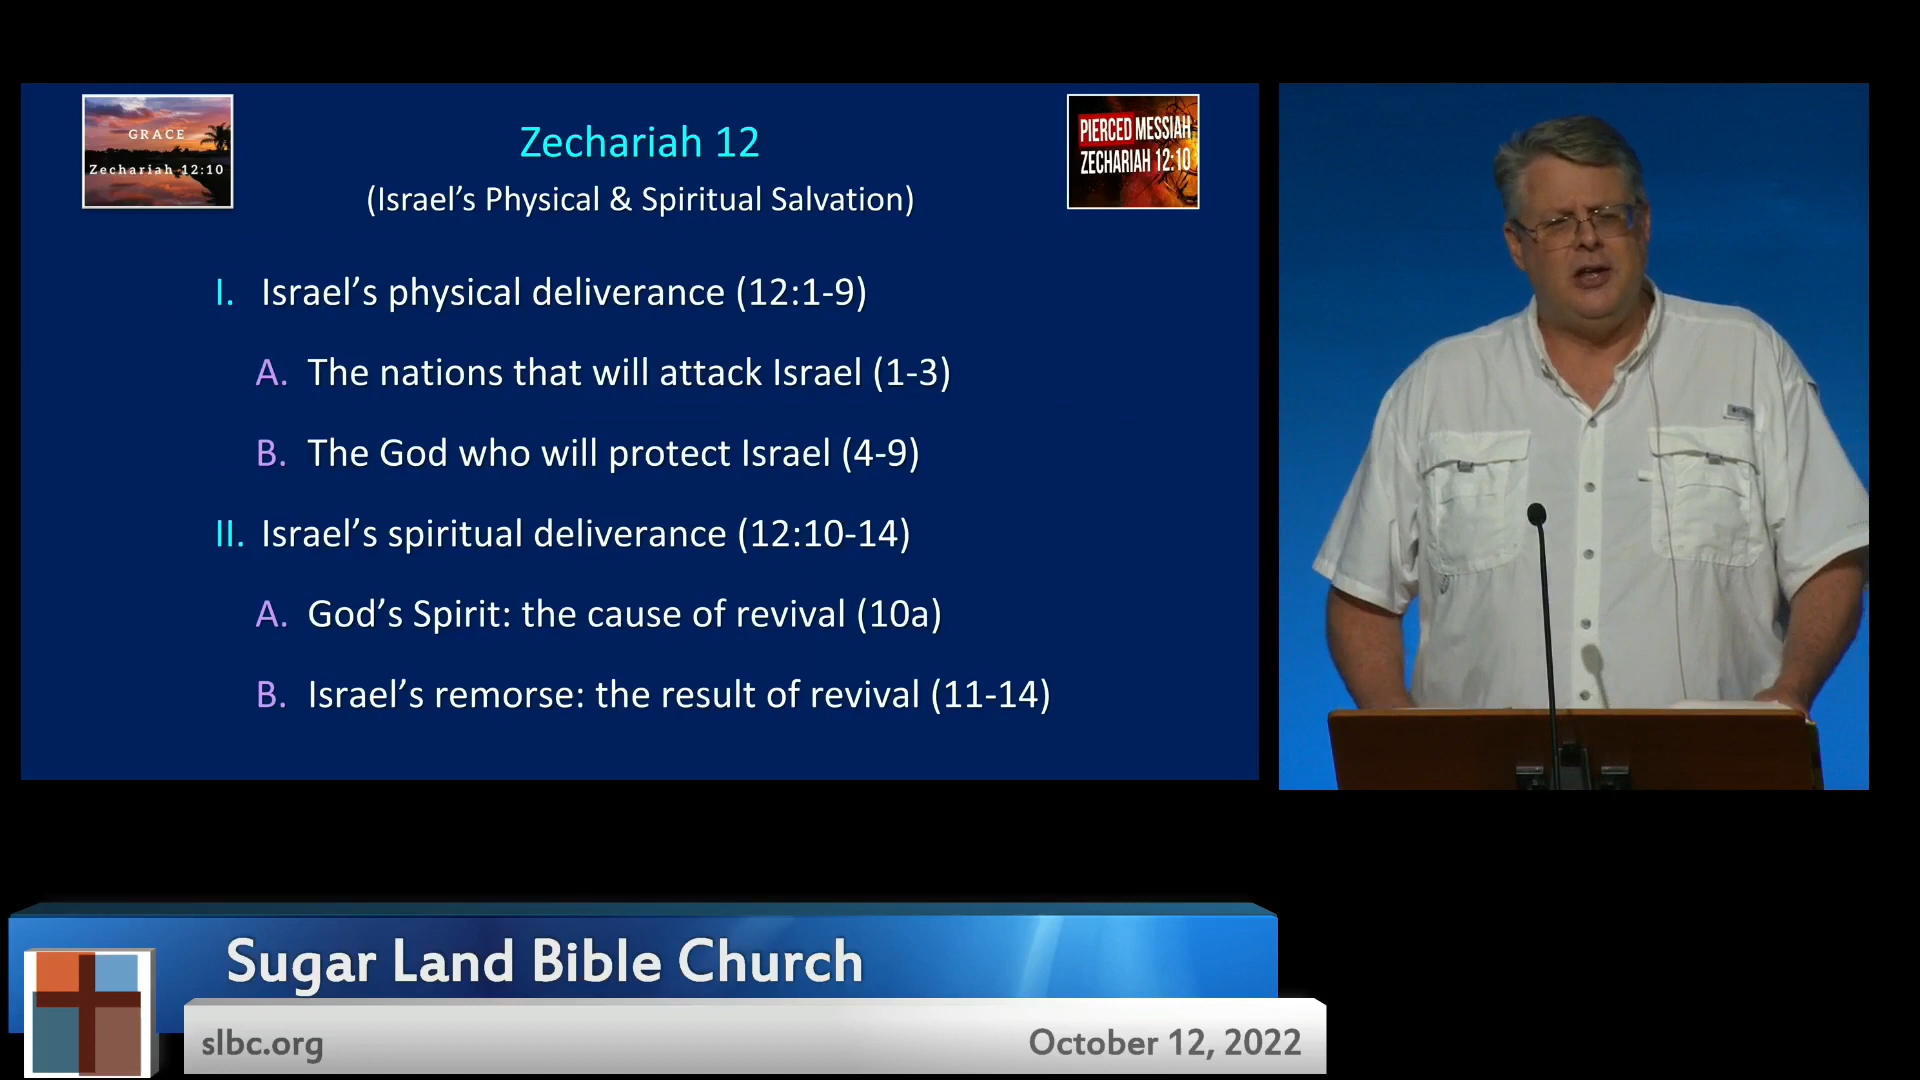 GRACE
Zechariah 12:10
Zechariah 12
(Israel’s Physical & Spiritual Salvation)
PIERCED MESSIAH
ZECHARIAH 12:10
I. Israel’s physical deliverance (12:1-9)
A. The nations that will attack Israel (1-3)
B. The God who will protect Israel (4-9)
II. Israel’s spiritual deliverance (12:10-14)
A. God’s Spirit: the cause of revival (10a)
B. Israel’s remorse: the result of revival (11-14)
Sugar Land Bible Church
slbc.org
October 12, 2022